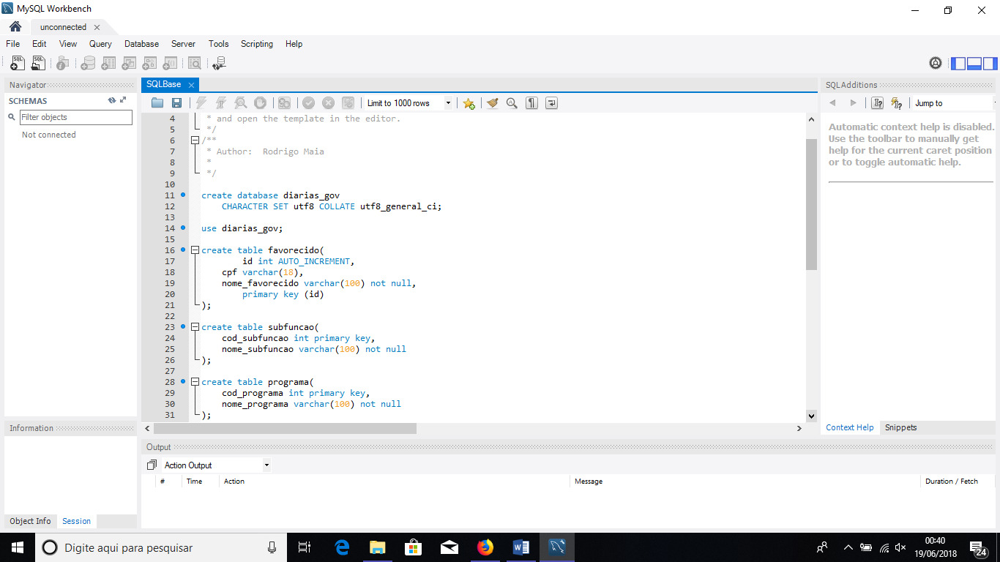 MySQL Workbench
unconnected
File Edit View Query Database Server Tools Scripting Help
Navigator
SCHEMAS
Filter objects
Not connected
Information
Object Info Session
SQLBase
Limit to 1000 rows
4 * and open the template in the editor.
5 */
6 /**
7 * Author:  Rodrigo Maia
8 *
9 */
10
11 create database diarias_gov
12 CHARACTER SET utf8 COLLATE utf8_general_ci;
13
14 use diarias_gov;
15
16 create table favorecido(
17 id int AUTO_INCREMENT,
18 cpf varchar(18),
19 nome_favorecido varchar(100) not null,
20 primary key (id)
21 );
22
23 create table subfuncao(
24 cod_subfuncao int primary key,
25 nome_subfuncao varchar(100) not null
26 );
27
28 create table programa(
29 cod_programa int primary key,
30 nome_programa varchar(100) not null
31 );
SQLAdditions
Jump to
Automatic context help is disabled.
Use the toolbar to manually get
help for the current caret position
or to toggle automatic help.
Context Help Snippets
Output
Action Output
# Time Action Message Duration / Fetch
Digite aqui para pesquisar
00:40
19/06/2018
24